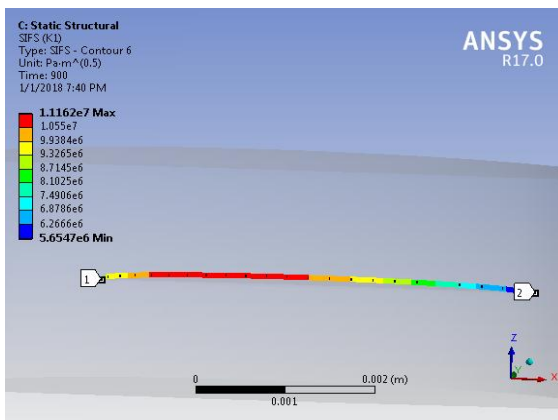 C: Static Structural
SIFS (K1)
Type: SIFS - Contour 6
Unit: Pa·m^(0.5)
Time: 900
1/1/2018 7:40 PM
ANSYS
R17.0
1.1162e7 Max
1.055e7
9.9384e6
9.3265e6
8.7145e6
8.1025e6
7.4906e6
6.8786e6
6.2666e6
5.6547e6 Min
1
2
0
0.002 (m)
0.001
Z
Y
X